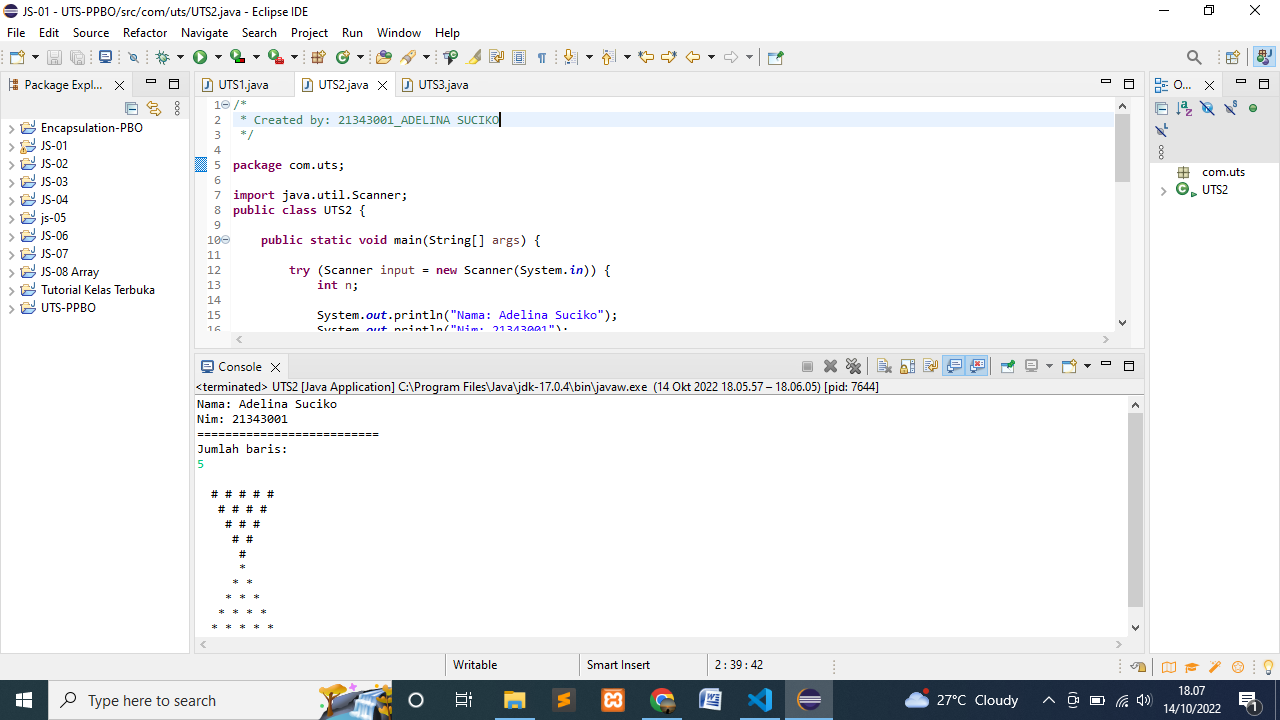 JS-01 - UTS-PPBO/src/com/uts/UTS2.java - Eclipse IDE
File Edit Source Refactor Navigate Search Project Run Window Help
Package Expl...
Encapsulation-PBO
JS-01
JS-02
JS-03
JS-04
js-05
JS-06
JS-07
JS-08 Array
Tutorial Kelas Terbuka
UTS-PPBO
UTS1.java UTS2.java UTS3.java
1 /*
2  * Created by: 21343001_ADELINA SUCIKO
3  */
4
5 package com.uts;
6
7 import java.util.Scanner;
8 public class UTS2 {
9
10     public static void main(String[] args) {
11
12         try (Scanner input = new Scanner(System.in)) {
13             int n;
14
15             System.out.println("Nama: Adelina Suciko");
16             System.out.println("Nim: 21343001");
O...
com.uts
UTS2
Console
<terminated> UTS2 [Java Application] C:\Program Files\Java\jdk-17.0.4\bin\javaw.exe (14 Okt 2022 18.05.57 – 18.06.05) [pid: 7644]
Nama: Adelina Suciko
Nim: 21343001
==========================
Jumlah baris:
5
  # # # # #
   # # # #
    # # #
     # #
      #
      *
     * *
    * * *
   * * * *
  * * * * *
Writable Smart Insert 2 : 39 : 42
Type here to search
27°C Cloudy
18.07
14/10/2022
1